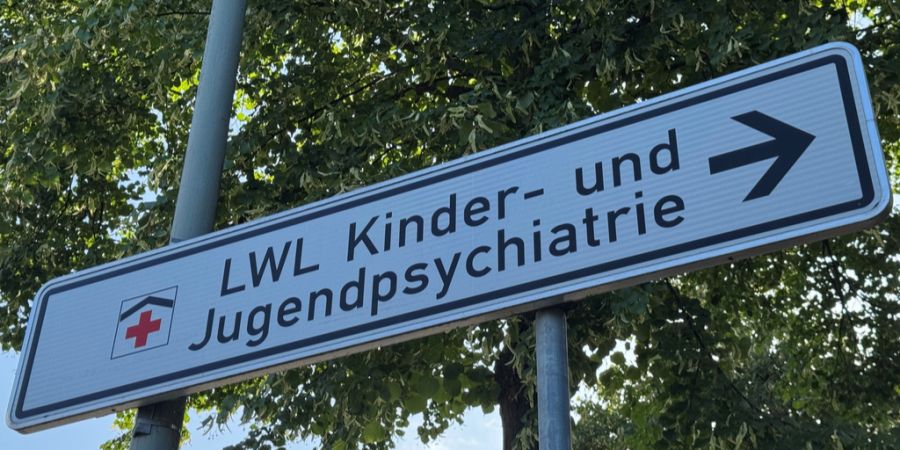 LWL Kinder- und
Jugendpsychiatrie